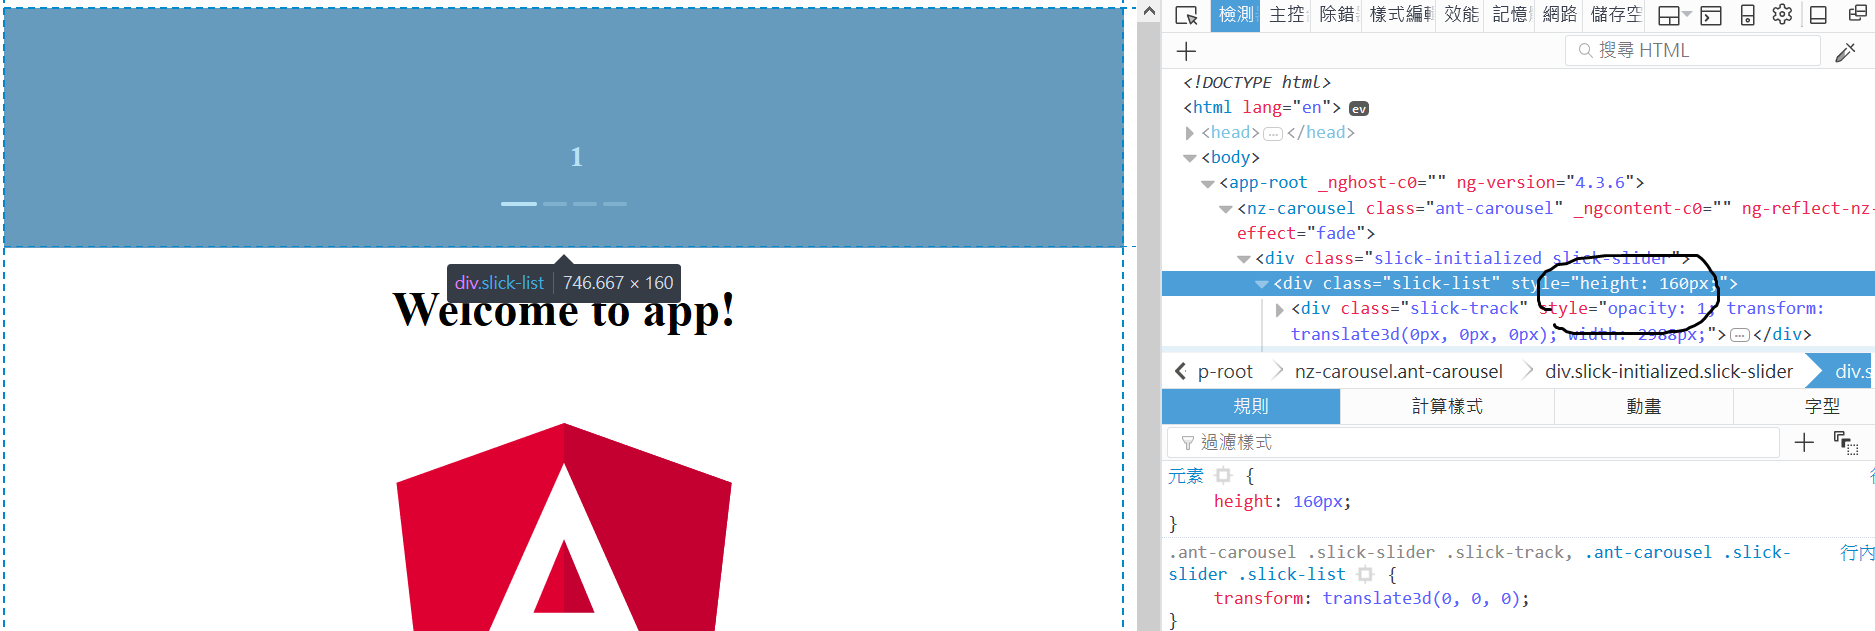 1
div.slick-list 746.667 × 160
Welcome to app!
檢測 主控 除錯 樣式編輯 效能 記憶 網路 儲存空
搜尋 HTML
<!DOCTYPE html>
<html lang="en"> ev
<head> … </head>
<body>
<app-root _nghost-c0="" ng-version="4.3.6">
<nz-carousel class="ant-carousel" _ngcontent-c0="" ng-reflect-nz-
effect="fade">
<div class="slick-initialized slick-slider">
<div class="slick-list" style="height: 160px;">
<div class="slick-track" style="opacity: 1; transform:
translate3d(0px, 0px, 0px); width: 2988px;"> … </div>
p-root nz-carousel.ant-carousel div.slick-initialized.slick-slider div.s
規則 計算樣式 動畫 字型
過濾樣式
元素 {
height: 160px;
}
.ant-carousel .slick-slider .slick-track, .ant-carousel .slick- 行內
slider .slick-list {
transform: translate3d(0, 0, 0);
}